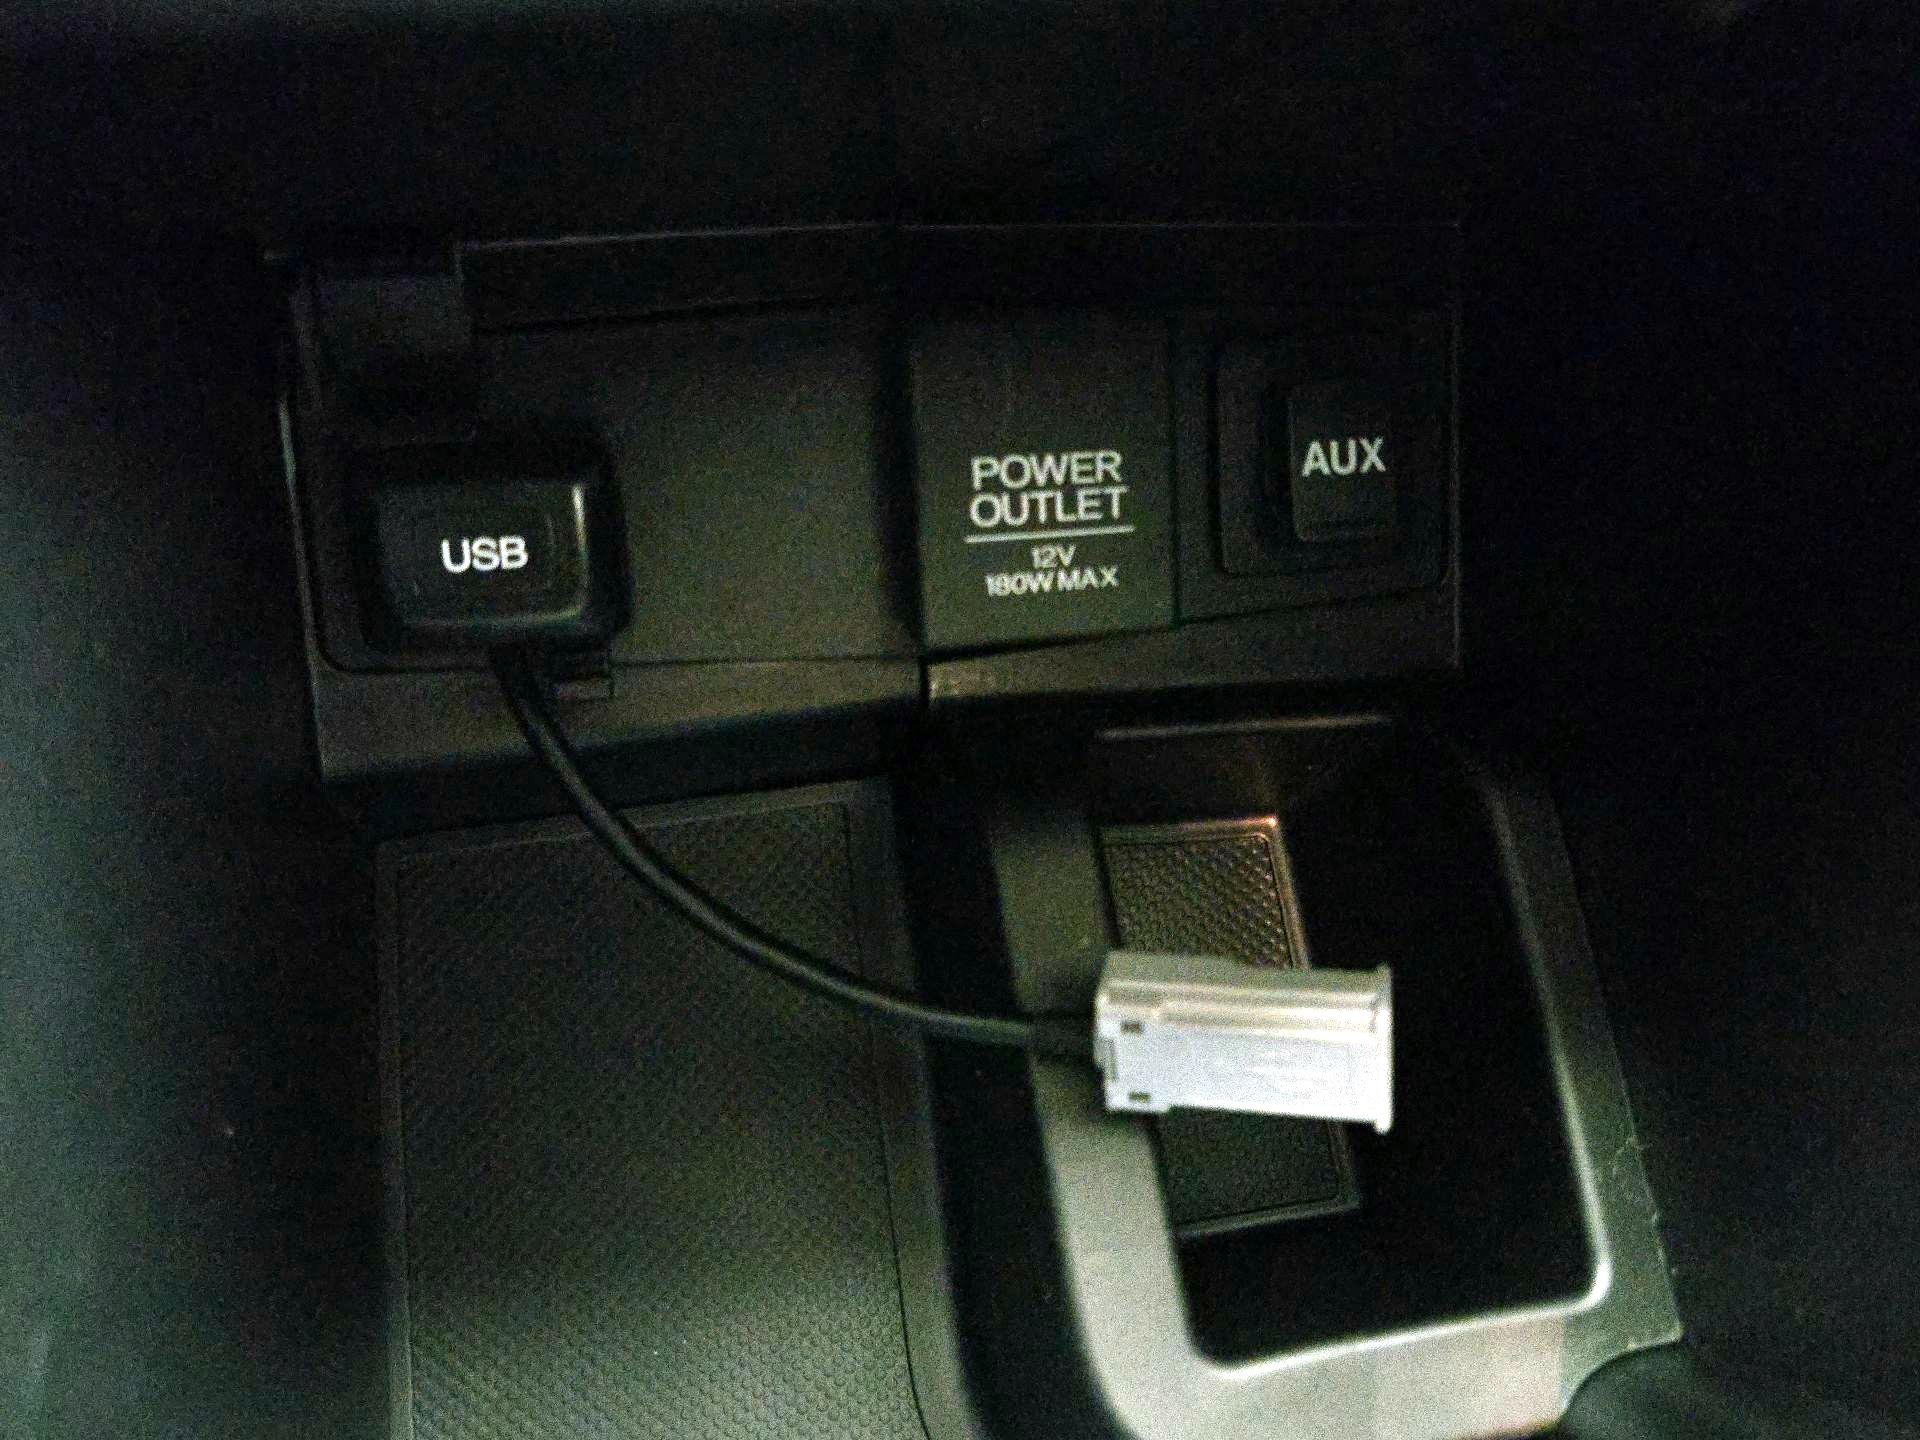 USB
POWER
OUTLET
12V
180W MAX
AUX